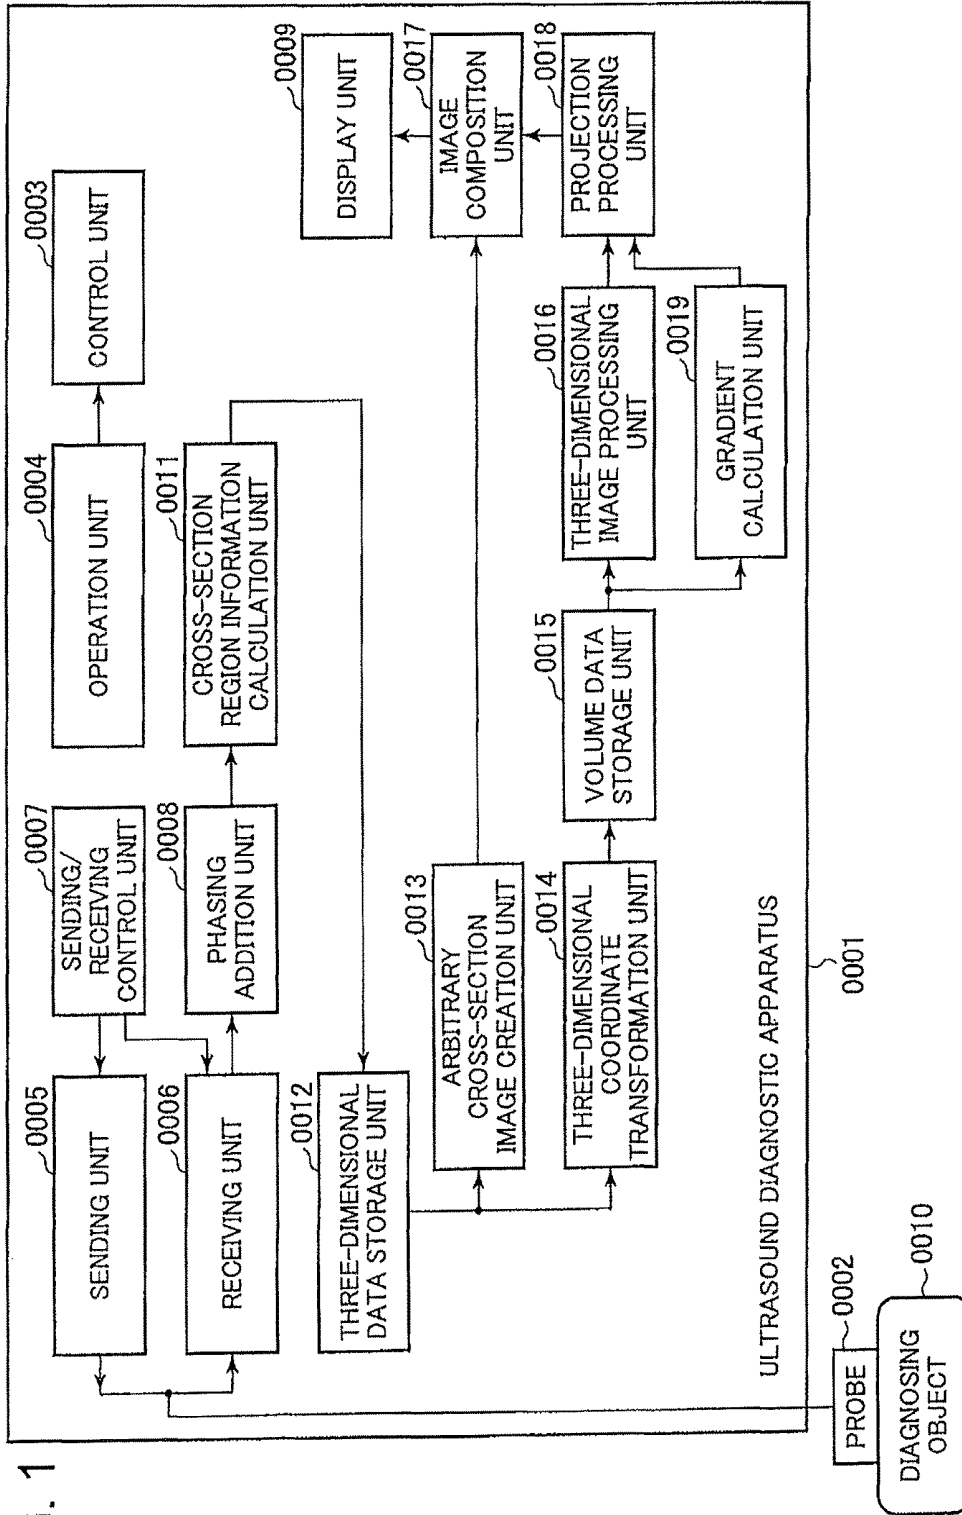 . 1
0005
SENDING UNIT
0007
SENDING/
RECEIVING
CONTROL UNIT
0004
OPERATION UNIT
0003
CONTROL UNIT
0006
RECEIVING UNIT
0008
PHASING
ADDITION UNIT
0011
CROSS-SECTION
REGION INFORMATION
CALCULATION UNIT
0009
DISPLAY UNIT
0012
THREE-DIMENSIONAL
DATA STORAGE UNIT
0013
ARBITRARY
CROSS-SECTION
IMAGE CREATION UNIT
0017
IMAGE
COMPOSITION
UNIT
0014
THREE-DIMENSIONAL
COORDINATE
TRANSFORMATION UNIT
0015
VOLUME DATA
STORAGE UNIT
0016
THREE-DIMENSIONAL
IMAGE PROCESSING
UNIT
0018
PROJECTION
PROCESSING
UNIT
0019
GRADIENT
CALCULATION UNIT
ULTRASOUND DIAGNOSTIC APPARATUS
0001
PROBE
0002
DIAGNOSING
OBJECT
0010